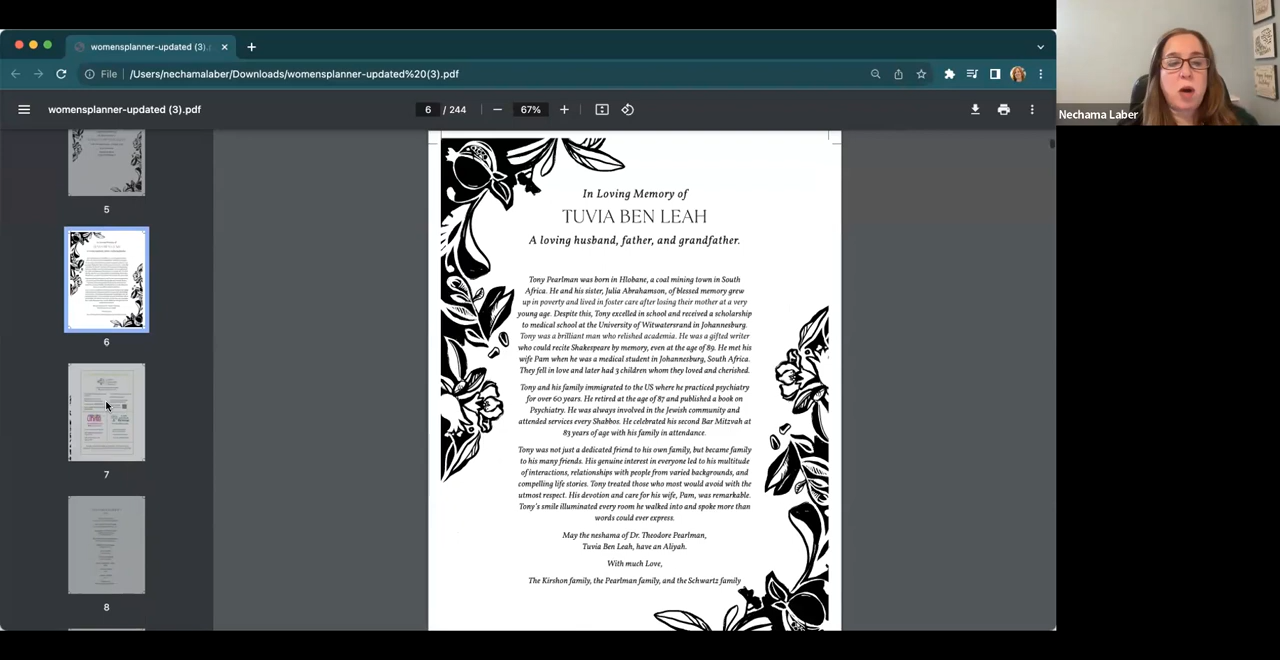 womensplanner-updated (3).
File
/Users/nechamalaber/Downloads/womensplanner-updated%20(3).pdf
womensplanner-updated (3).pdf
6 / 244
67%
Nechama Laber
5
6
7
8
In Loving Memory of
TUVIA BEN LEAH
A loving husband, father, and grandfather.
Tony Pearlman was born in Hlobane, a coal mining town in South
Africa. He and his sister, Julia Abrahamson, of blessed memory grew
up in poverty and lived in foster care after losing their mother at a very
young age. Despite this, Tony excelled in school and received a scholarship
to medical school at the University of Witwatersrand in Johannesburg.
Tony was a brilliant man who relished academia. He was a gifted writer
who could recite Shakespeare by memory, even at the age of 89. He met his
wife Pam when he was a medical student in Johannesburg, South Africa.
They fell in love and later had 3 children whom they loved and cherished.
Tony and his family immigrated to the US where he practiced psychiatry
for over 60 years. He retired at the age of 87 and published a book on
Psychiatry. He was always involved in the Jewish community and
attended services every Shabbos. He celebrated his second Bar Mitzvah at
83 years of age with his family in attendance.
Tony was not just a dedicated friend to his own family, but became family
to his many friends. His genuine interest in everyone led to his multitude
of interactions, relationships with people from varied backgrounds, and
compelling life stories. Tony treated those who most would avoid with the
utmost respect. His devotion and care for his wife, Pam, was remarkable.
Tony's smile illuminated every room he walked into and spoke more than
words could ever express.
May the neshama of Dr. Theodore Pearlman,
Tuvia Ben Leah, have an Aliyah.
With much Love,
The Kirshon family, the Pearlman family, and the Schwartz family